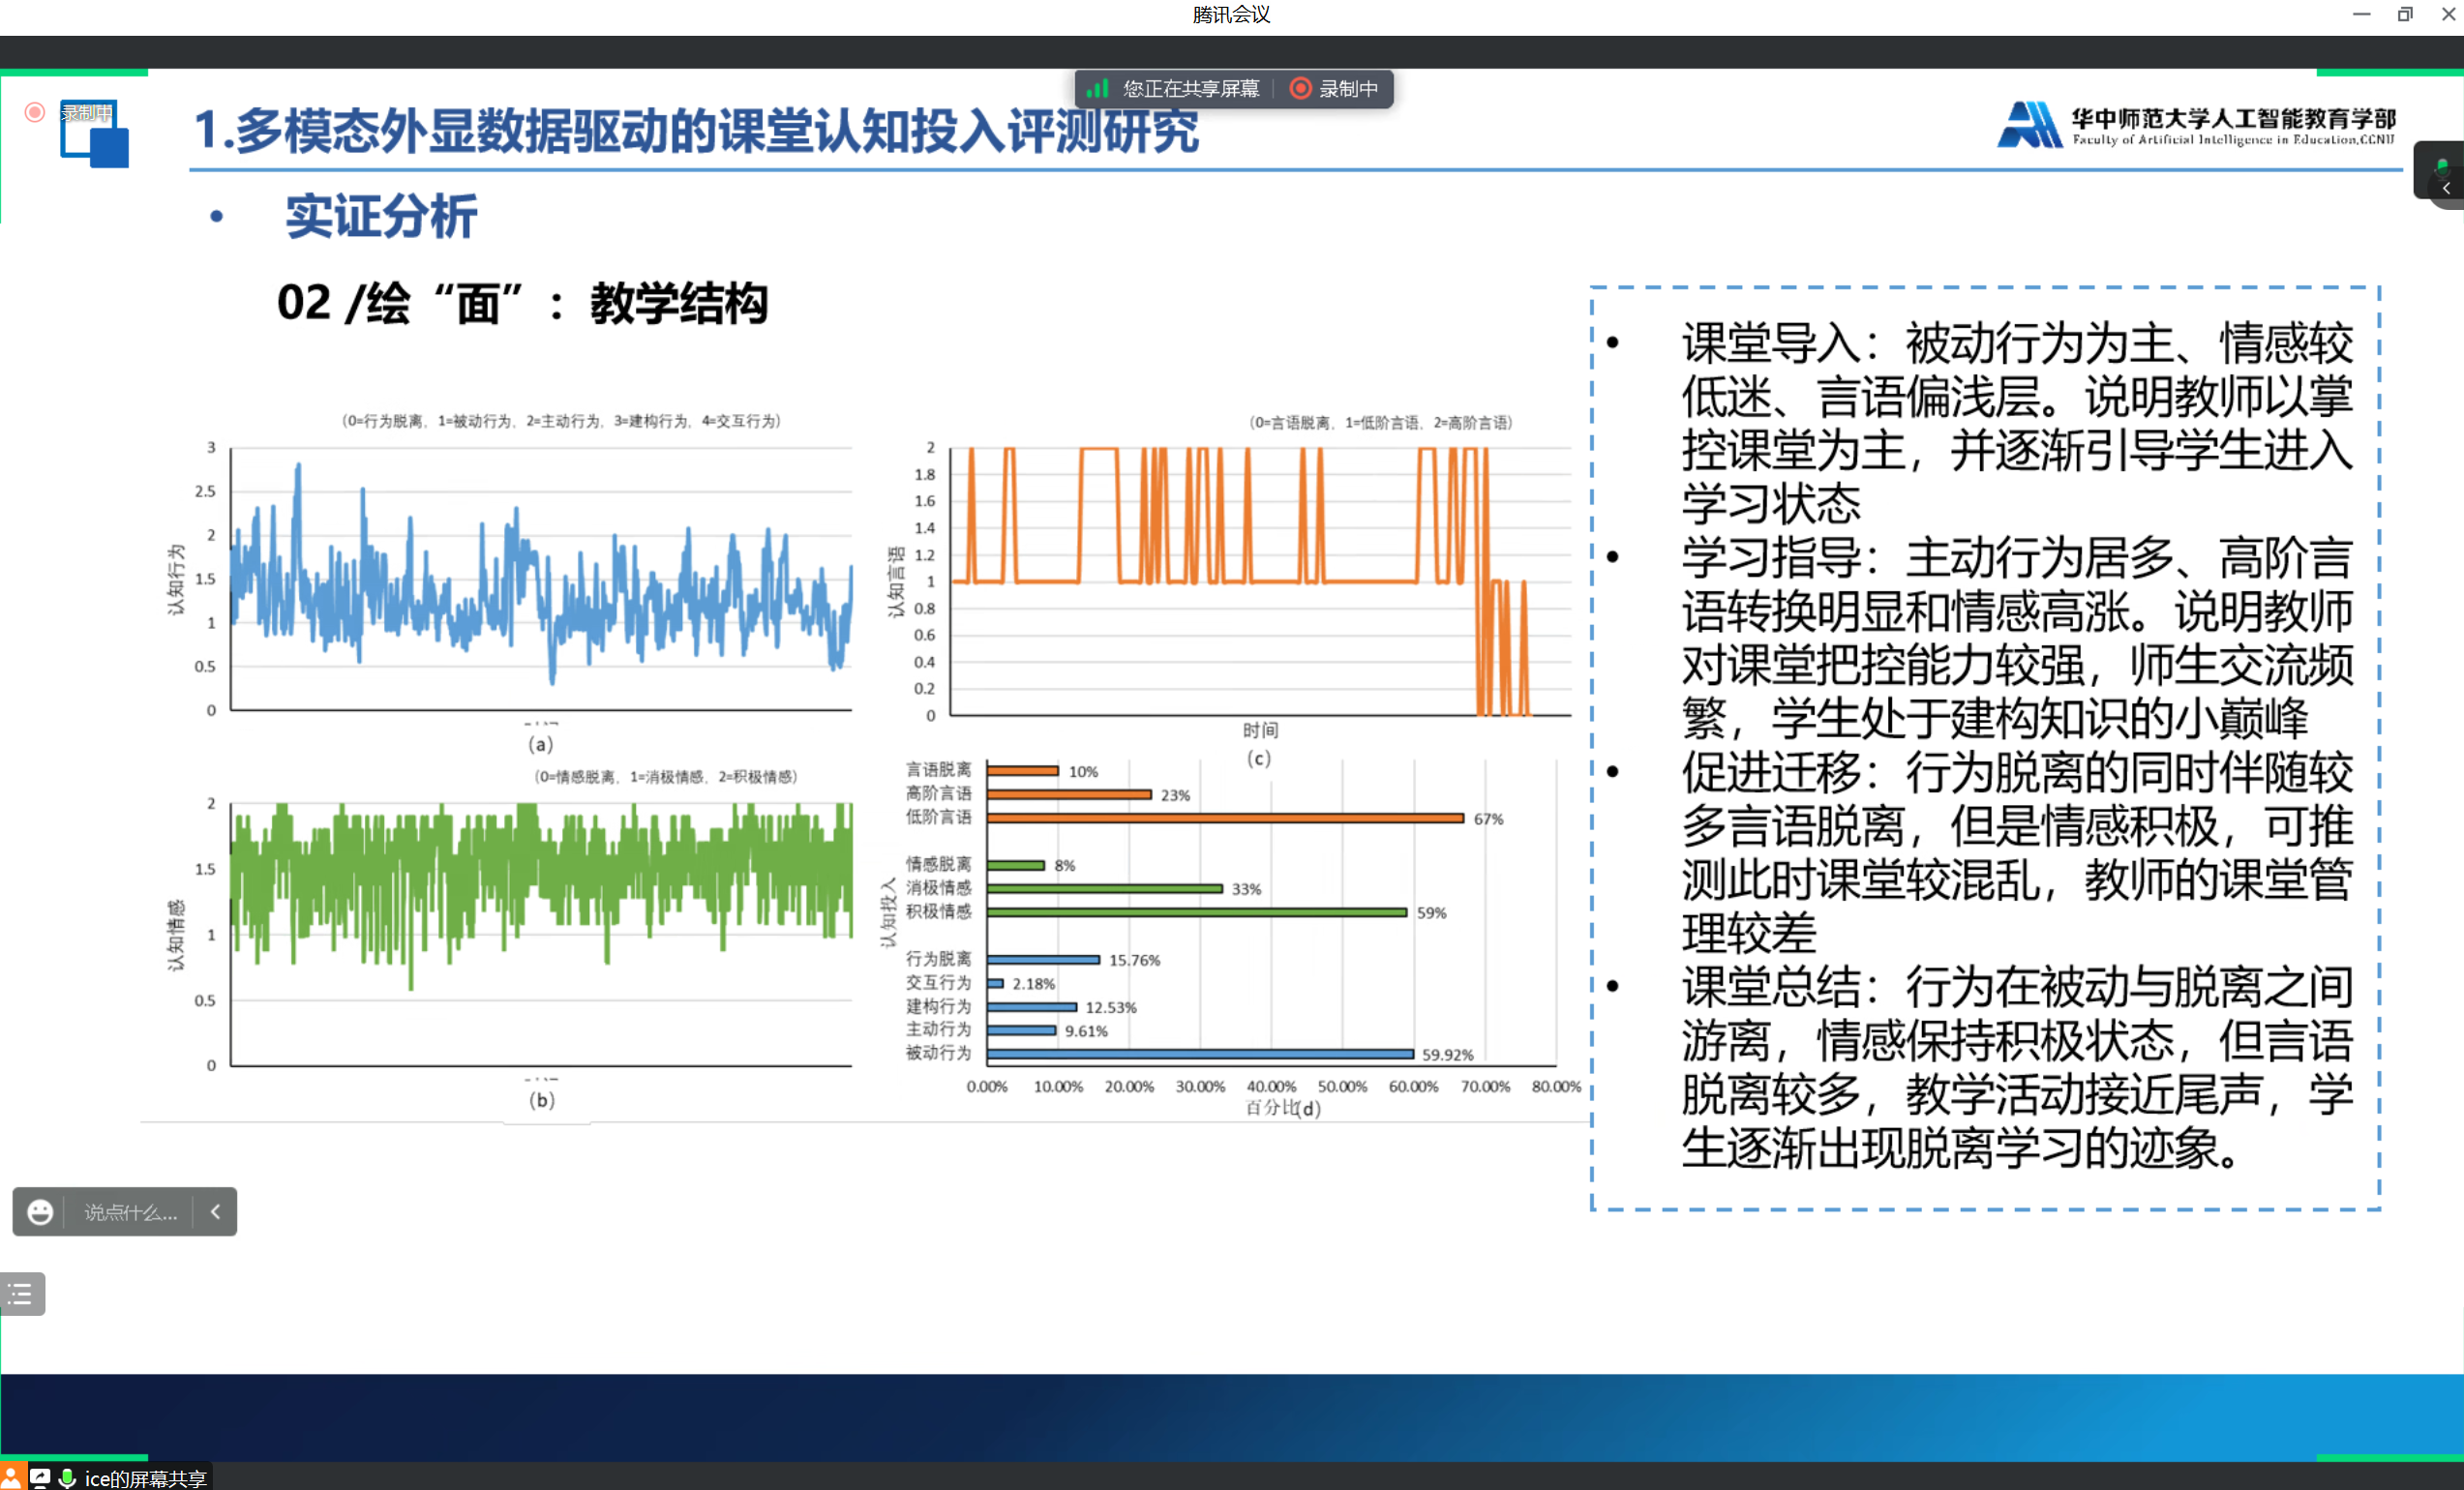 腾讯会议
您正在共享屏幕
录制中
录制中
1.多模态外显数据驱动的课堂认知投入评测研究
华中师范大学人工智能教育学部
Faculty of Artificial Intelligence in Education,CCNU
• 实证分析
02 /绘“面”：教学结构
（0=行为脱离，1=被动行为，2=主动行为，3=建构行为，4=交互行为）
3
2.5
2
1.5
1
0.5
0
认知行为
（a）
（0=言语脱离，1=低阶言语，2=高阶言语）
2
1.8
1.6
1.4
1.2
1
0.8
0.6
0.4
0.2
0
认知言语
时间
（c）
（0=情感脱离，1=消极情感，2=积极情感）
2
1.5
1
0.5
0
认知情感
（b）
认知投入
言语脱离 10%
高阶言语 23%
低阶言语 67%
情感脱离 8%
消极情感 33%
积极情感 59%
行为脱离 15.76%
交互行为 2.18%
建构行为 12.53%
主动行为 9.61%
被动行为 59.92%
0.00% 10.00% 20.00% 30.00% 40.00% 50.00% 60.00% 70.00% 80.00%
百分比(d)
• 课堂导入：被动行为为主、情感较
低迷、言语偏浅层。说明教师以掌
控课堂为主，并逐渐引导学生进入
学习状态
• 学习指导：主动行为居多、高阶言
语转换明显和情感高涨。说明教师
对课堂把控能力较强，师生交流频
繁，学生处于建构知识的小巅峰
• 促进迁移：行为脱离的同时伴随较
多言语脱离，但是情感积极，可推
测此时课堂较混乱，教师的课堂管
理较差
• 课堂总结：行为在被动与脱离之间
游离，情感保持积极状态，但言语
脱离较多，教学活动接近尾声，学
生逐渐出现脱离学习的迹象。
说点什么...
ice的屏幕共享